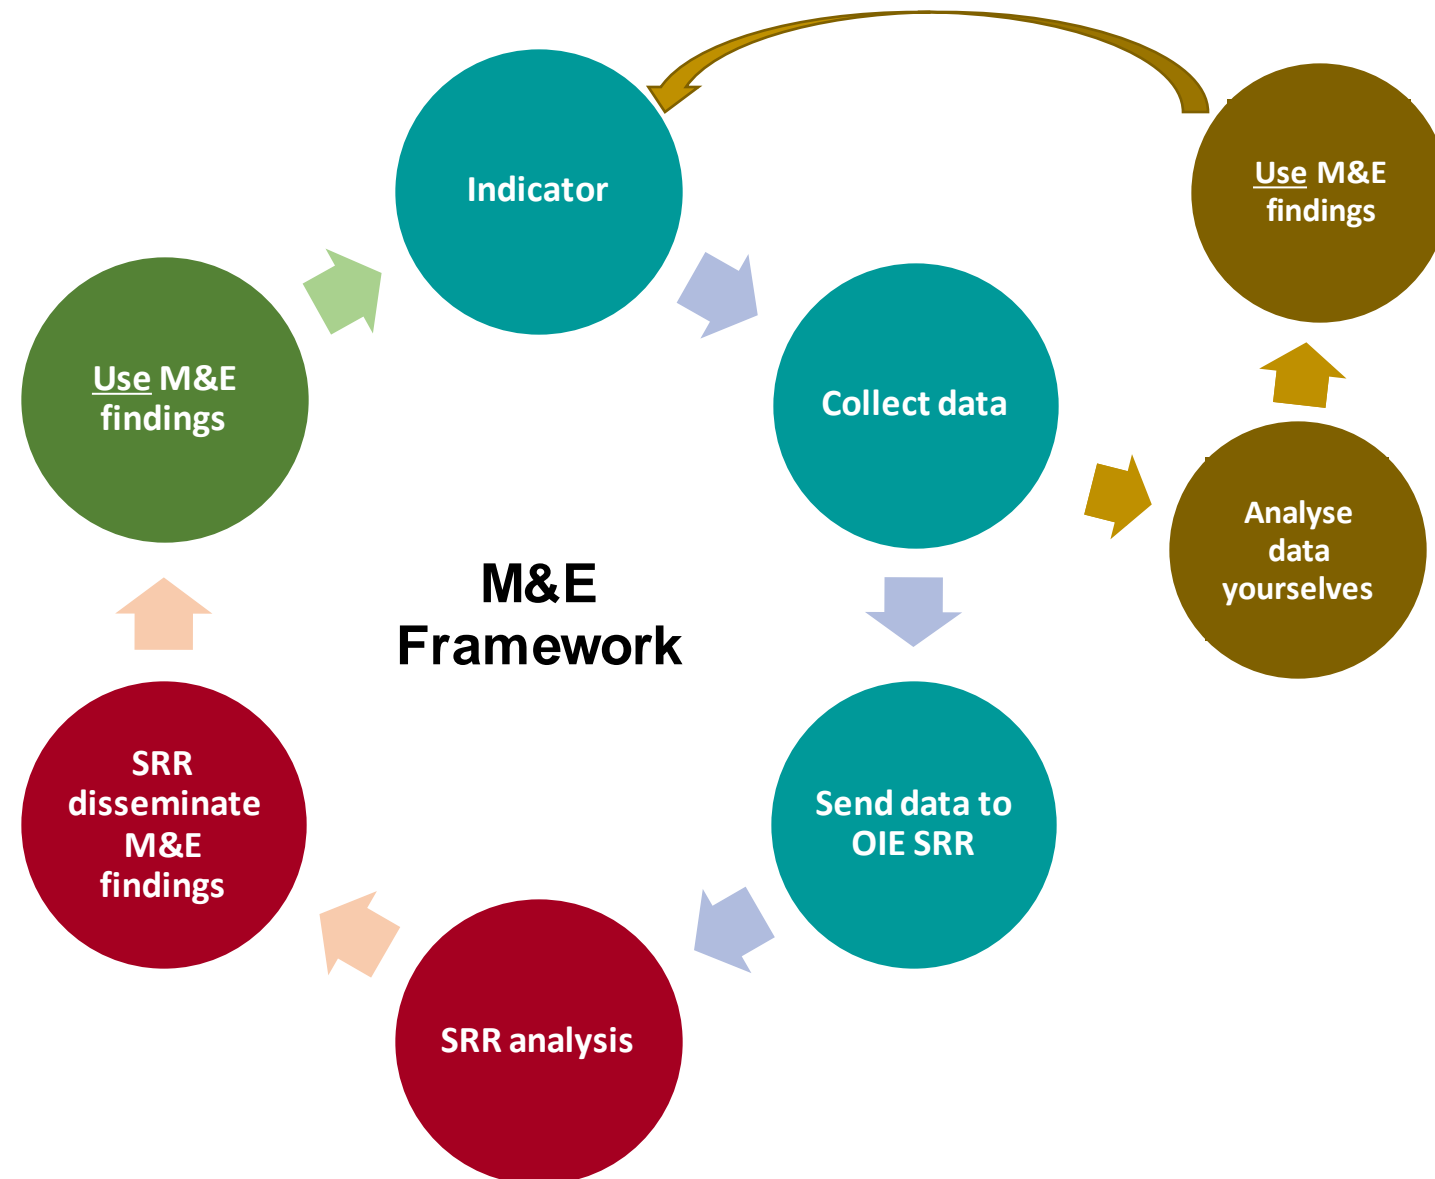 Indicator
Use M&E
findings
Collect data
Analyse
data
yourselves
Use M&E
findings
M&E
Framework
Send data to
OIE SRR
SRR analysis
SRR
disseminate
M&E
findings